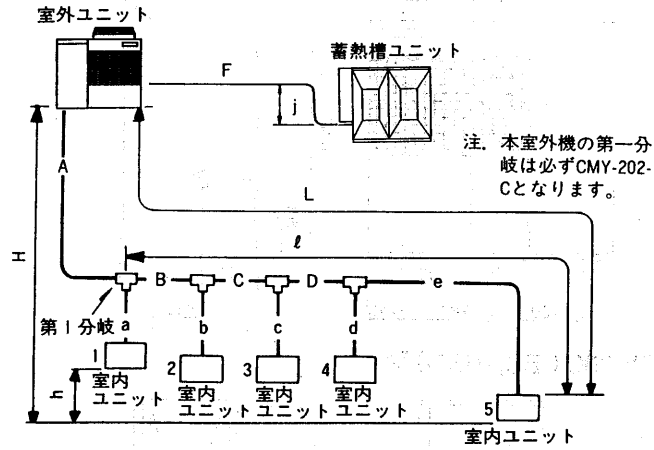 室外ユニット
蓄熱槽ユニット
F
j
注. 本室外機の第一分
岐は必ずCMY-202-
Cとなります。
A
L
H
ℓ
B
C
D
e
第1分岐
a
b
c
d
1
室内
ユニット
2
室内
ユニット
3
室内
ユニット
4
室内
ユニット
h
5
室内ユニット